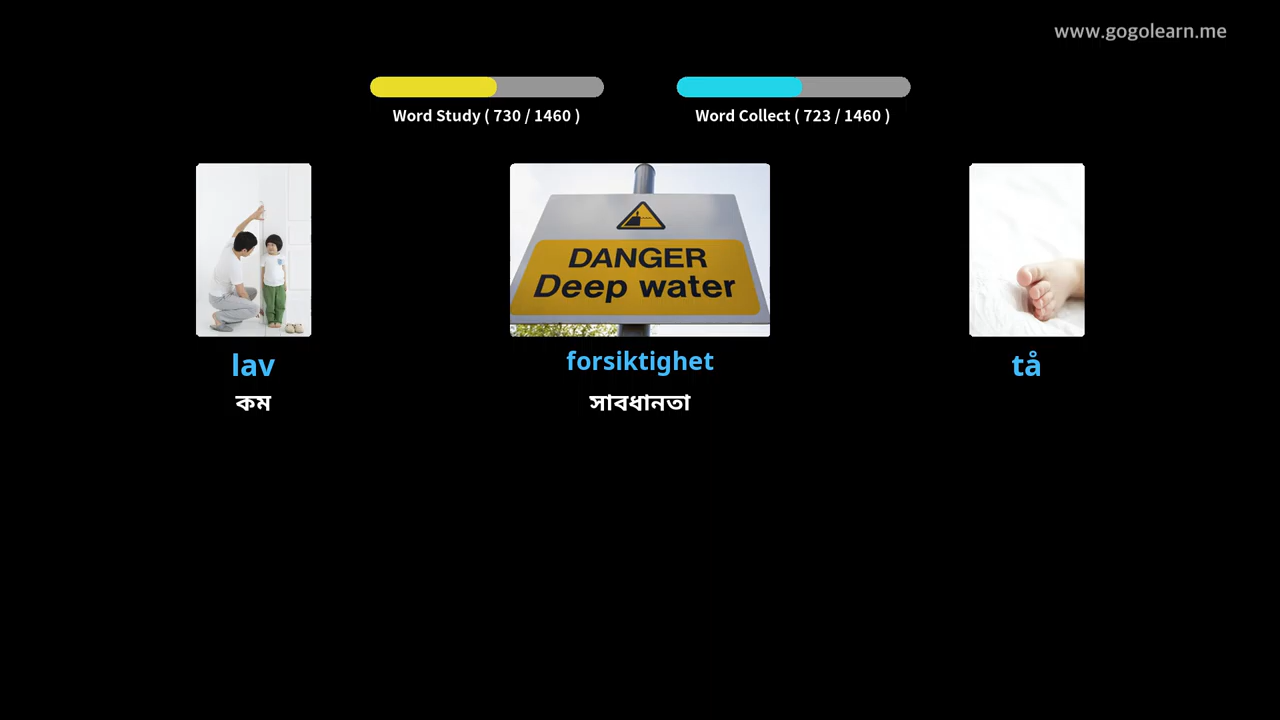 www.gogolearn.me
Word Study ( 730 / 1460 )
Word Collect ( 723 / 1460 )
DANGER
Deep water
lav
forsiktighet
tå
কম
সাবধানতা